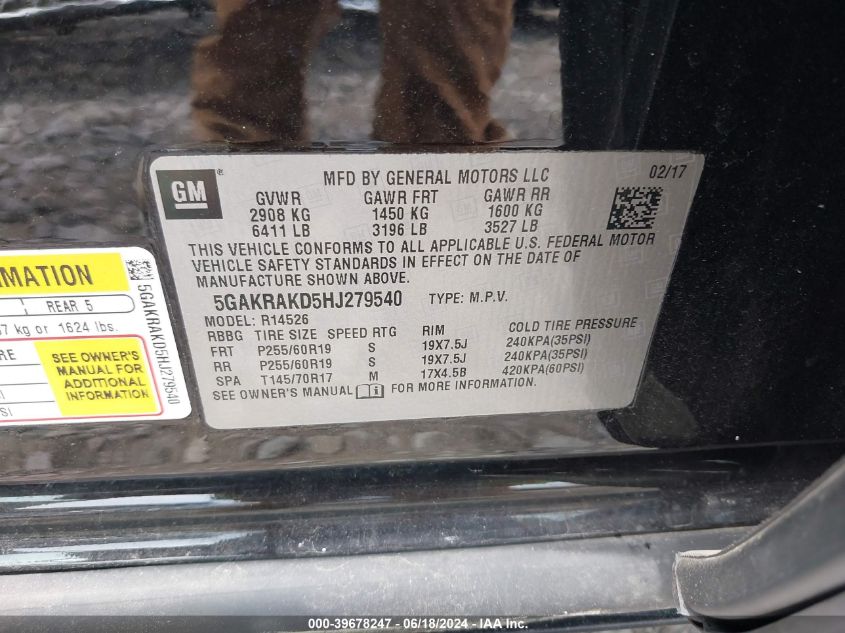 GM
®
MFD BY GENERAL MOTORS LLC
02/17
GVWR GAWR FRT GAWR RR
2908 KG 1450 KG 1600 KG
6411 LB 3196 LB 3527 LB
THIS VEHICLE CONFORMS TO ALL APPLICABLE U.S. FEDERAL MOTOR
VEHICLE SAFETY STANDARDS IN EFFECT ON THE DATE OF
MANUFACTURE SHOWN ABOVE.
5GAKRAKD5HJ279540 TYPE: M.P.V.
MODEL: R14526
RBBG TIRE SIZE SPEED RTG RIM COLD TIRE PRESSURE
FRT P255/60R19 S 19X7.5J 240KPA(35PSI)
RR P255/60R19 S 19X7.5J 240KPA(35PSI)
SPA T145/70R17 M 17X4.5B 420KPA(60PSI)
SEE OWNER'S MANUAL FOR MORE INFORMATION.
MATION
REAR 5
7 kg or 1624 lbs.
RE
SEE OWNER'S
MANUAL FOR
ADDITIONAL
INFORMATION
SI
5GAKRAKD5HJ279540
000-39678247 - 06/18/2024 -